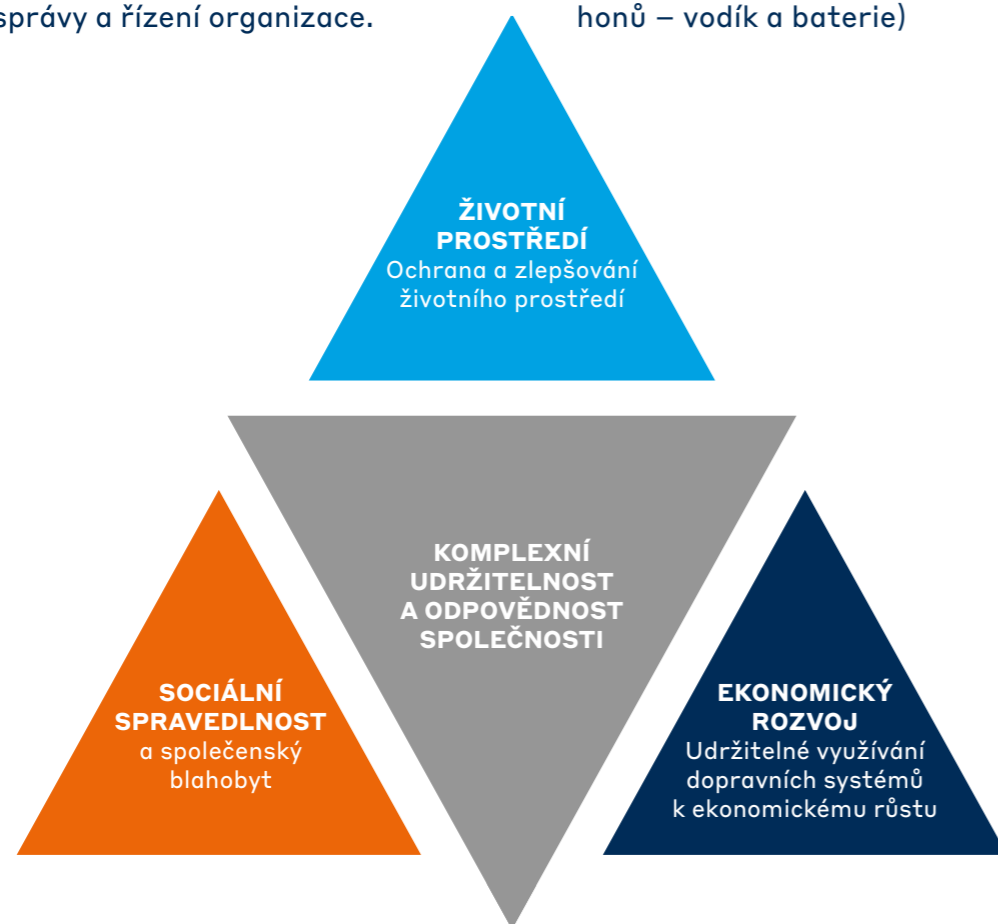 správy a řízení organizace.
honů – vodík a baterie)
ŽIVOTNÍ
PROSTŘEDÍ
Ochrana a zlepšování
životního prostředí
KOMPLEXNÍ
UDRŽITELNOST
A ODPOVĚDNOST
SPOLEČNOSTI
SOCIÁLNÍ
SPRAVEDLNOST
a společenský
blahobyt
EKONOMICKÝ
ROZVOJ
Udržitelné využívání
dopravních systémů
k ekonomickému růstu